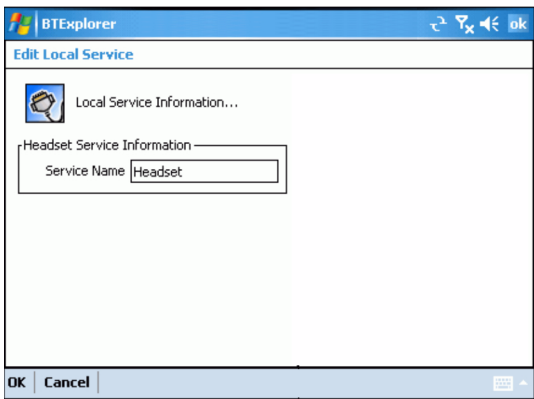 BTExplorer ok
Edit Local Service
Local Service Information...
Headset Service Information
Service Name Headset
OK Cancel